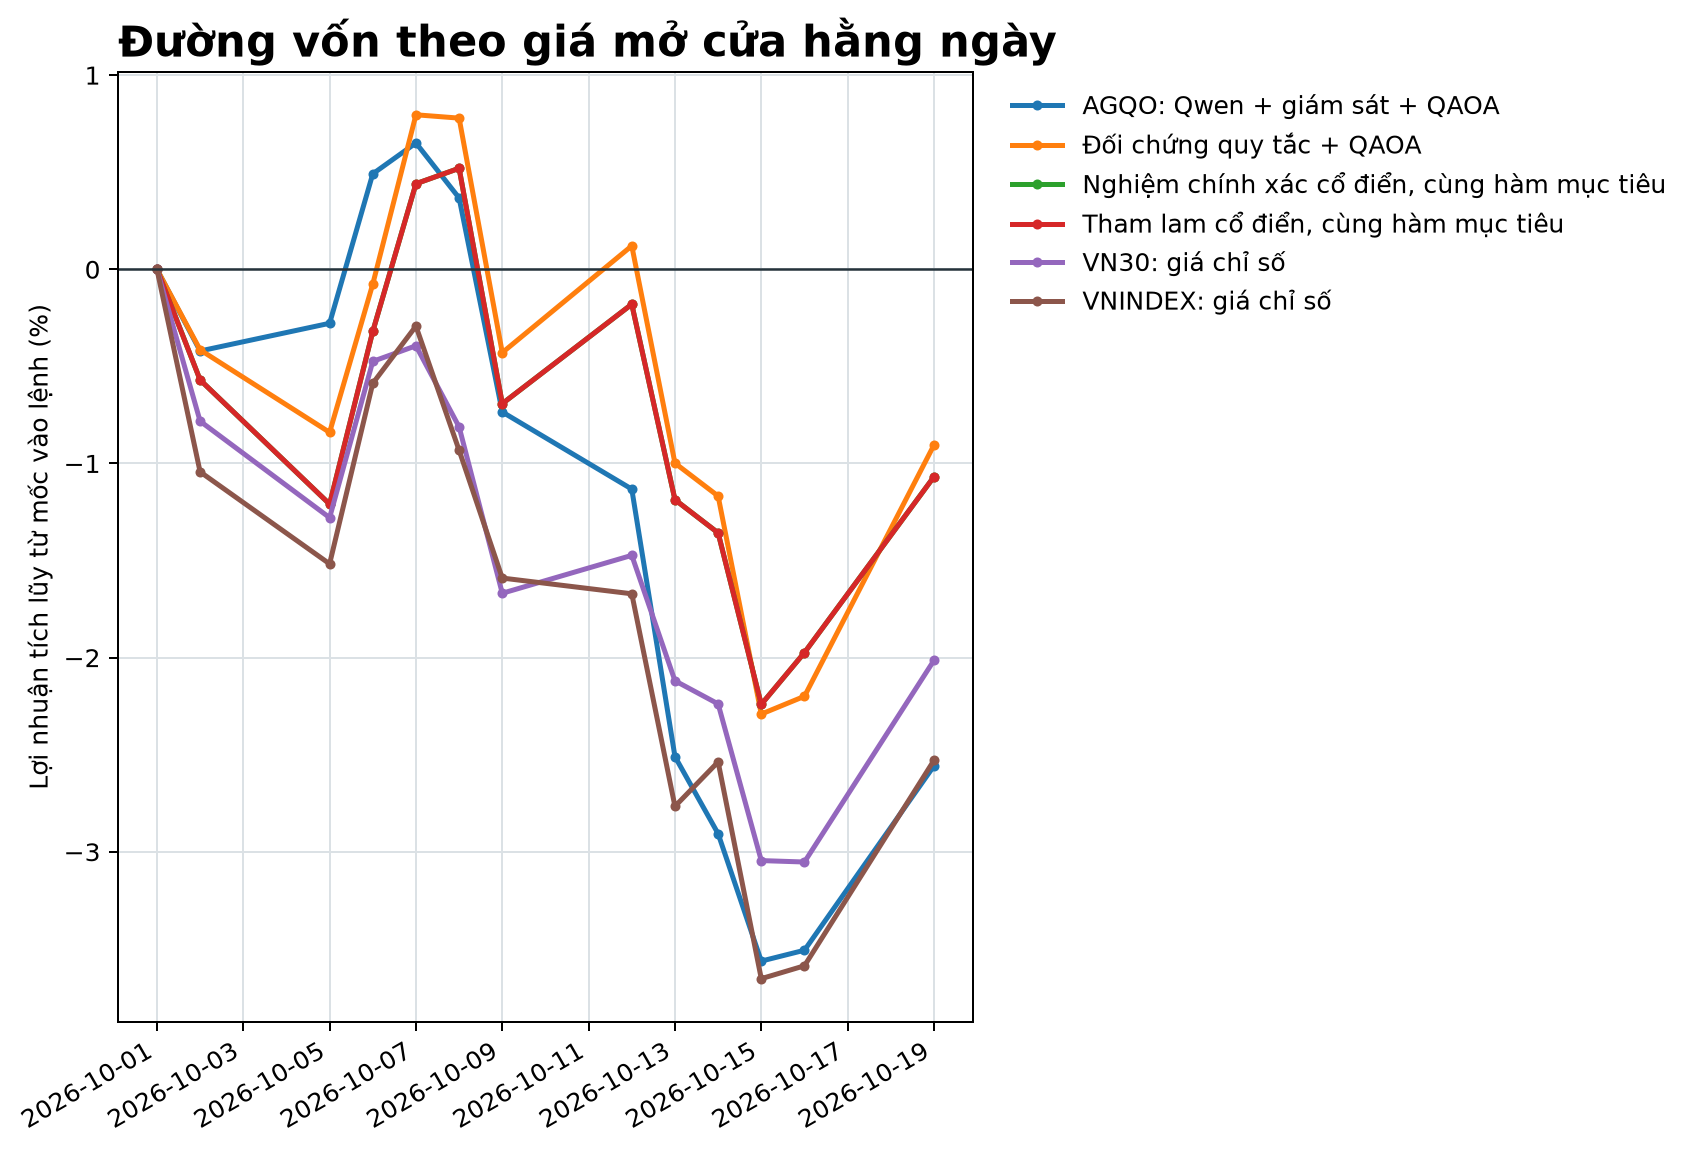 Đường vốn theo giá mở cửa hằng ngày
Lợi nhuận tích lũy từ mốc vào lệnh (%)
1
0
−1
−2
−3
2026-10-01
2026-10-03
2026-10-05
2026-10-07
2026-10-09
2026-10-11
2026-10-13
2026-10-15
2026-10-17
2026-10-19
AGQO: Qwen + giám sát + QAOA
Đối chứng quy tắc + QAOA
Nghiệm chính xác cổ điển, cùng hàm mục tiêu
Tham lam cổ điển, cùng hàm mục tiêu
VN30: giá chỉ số
VNINDEX: giá chỉ số